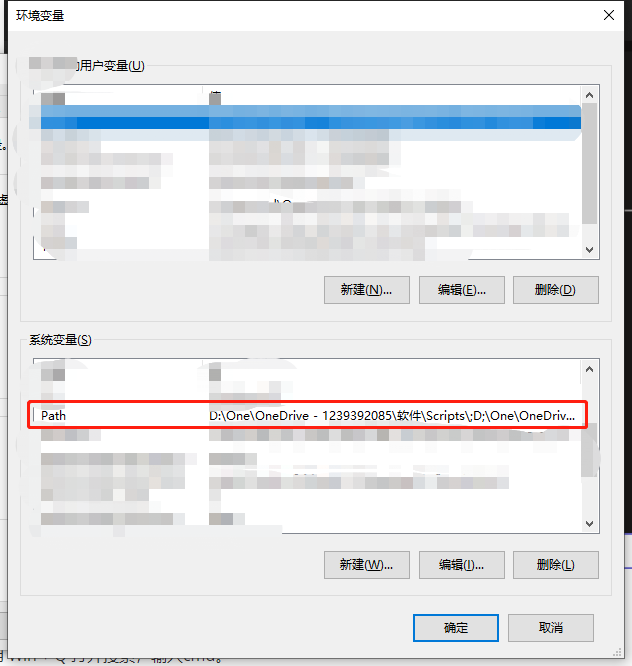 环境变量
用户变量(U)
值
新建(N)...
编辑(E)...
删除(D)
系统变量(S)
Path D:\One\OneDrive - 1239392085\软件\Scripts\;D;\One\OneDriv...
新建(W)...
编辑(I)...
删除(L)
确定
取消